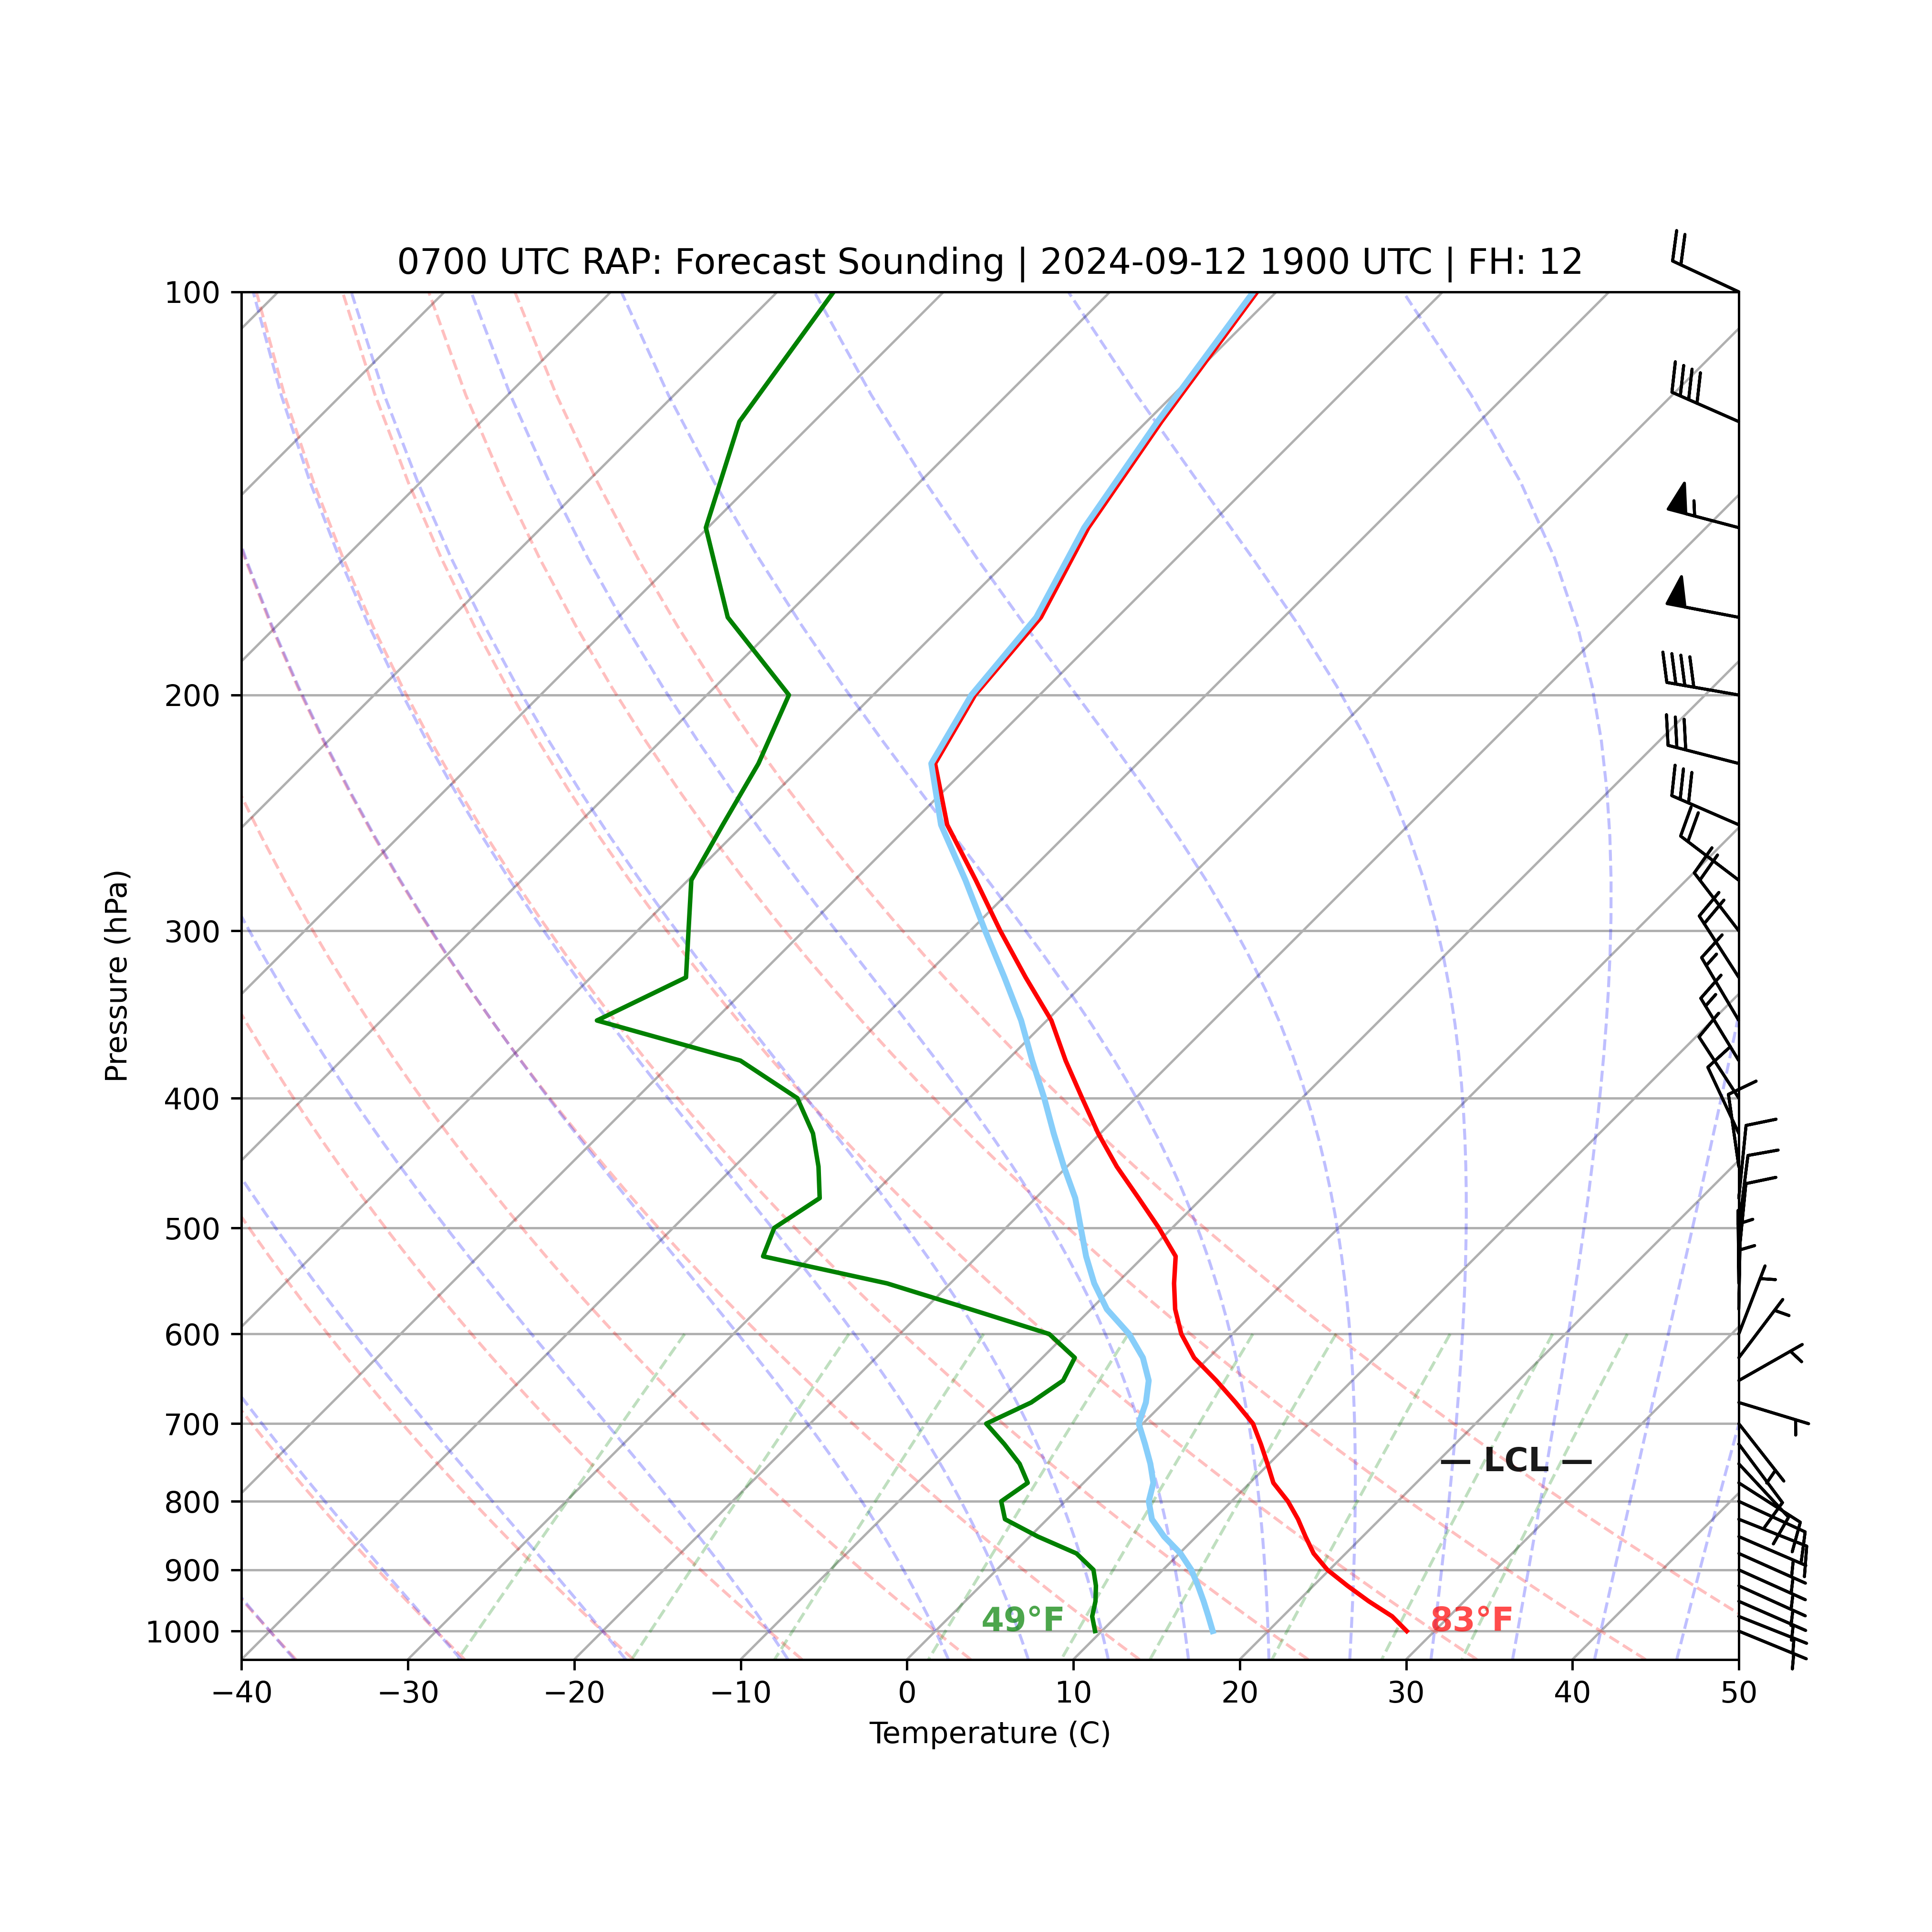 0700 UTC RAP: Forecast Sounding | 2024-09-12 1900 UTC | FH: 12
100
200
300
400
500
600
700
800
900
1000
Pressure (hPa)
— LCL —
49°F
83°F
−40 −30 −20 −10 0 10 20 30 40 50
Temperature (C)